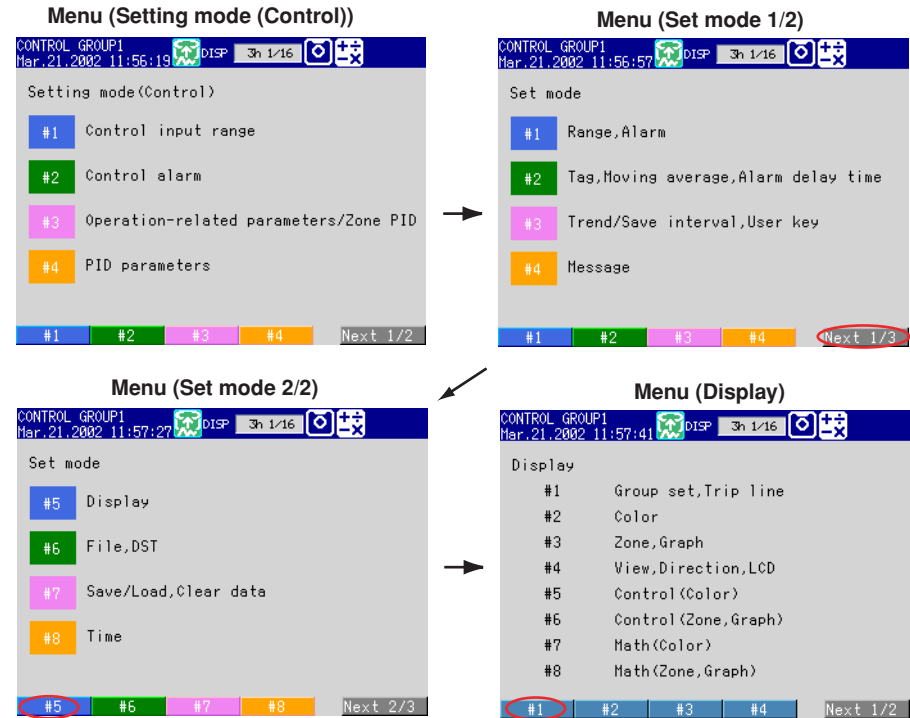 Menu (Setting mode (Control))
CONTROL GROUP1
Mar.21.2002 11:56:19 DISP 3h 1/16
Setting mode(Control)
#1 Control input range
#2 Control alarm
#3 Operation-related parameters/Zone PID
#4 PID parameters
#1 #2 #3 #4 Next 1/2
Menu (Set mode 1/2)
CONTROL GROUP1
Mar.21.2002 11:56:57 DISP 3h 1/16
Set mode
#1 Range,Alarm
#2 Tag,Moving average,Alarm delay time
#3 Trend/Save interval,User key
#4 Message
#1 #2 #3 #4 Next 1/3
Menu (Set mode 2/2)
CONTROL GROUP1
Mar.21.2002 11:57:27 DISP 3h 1/16
Set mode
#5 Display
#6 File,DST
#7 Save/Load,Clear data
#8 Time
#5 #6 #7 #8 Next 2/3
Menu (Display)
CONTROL GROUP1
Mar.21.2002 11:57:41 DISP 3h 1/16
Display
#1 Group set,Trip line
#2 Color
#3 Zone,Graph
#4 View,Direction,LCD
#5 Control(Color)
#6 Control(Zone,Graph)
#7 Math(Color)
#8 Math(Zone,Graph)
#1 #2 #3 #4 Next 1/2